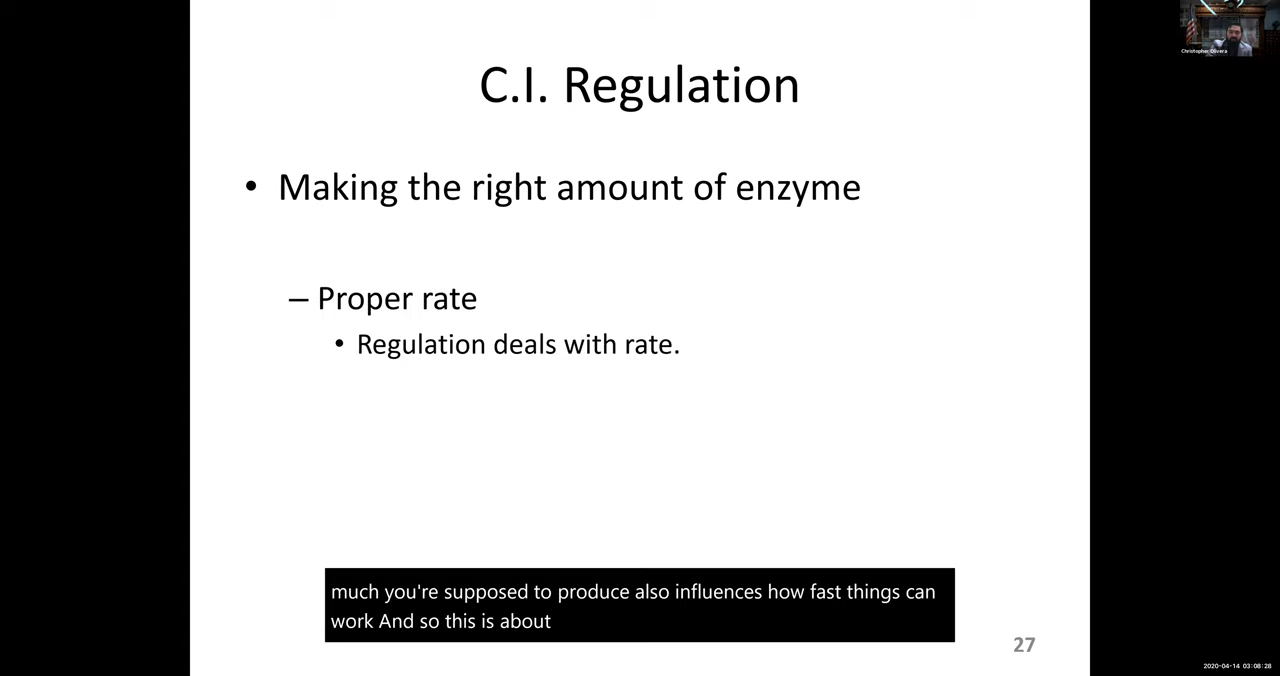 Christopher Olivera
C.I. Regulation
• Making the right amount of enzyme
– Proper rate
• Regulation deals with rate.
much you're supposed to produce also influences how fast things can
work And so this is about
27
2020-04-14 03:08:28